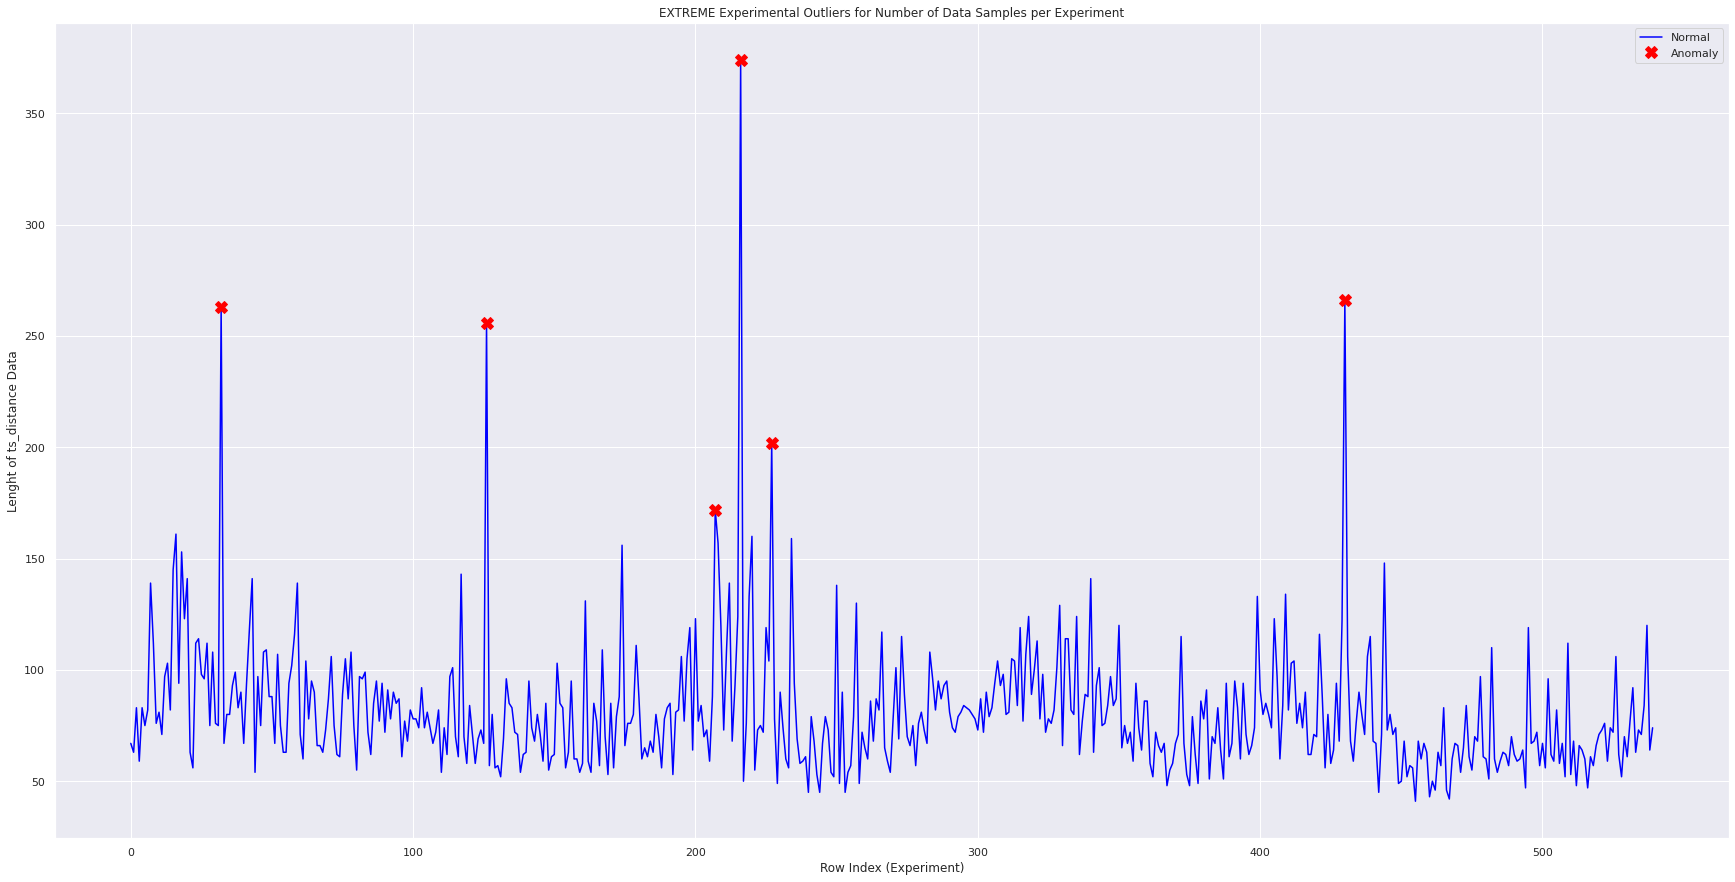 EXTREME Experimental Outliers for Number of Data Samples per Experiment
Normal
Anomaly
350
300
250
200
150
100
50
Lenght of ts_distance Data
0 100 200 300 400 500
Row Index (Experiment)